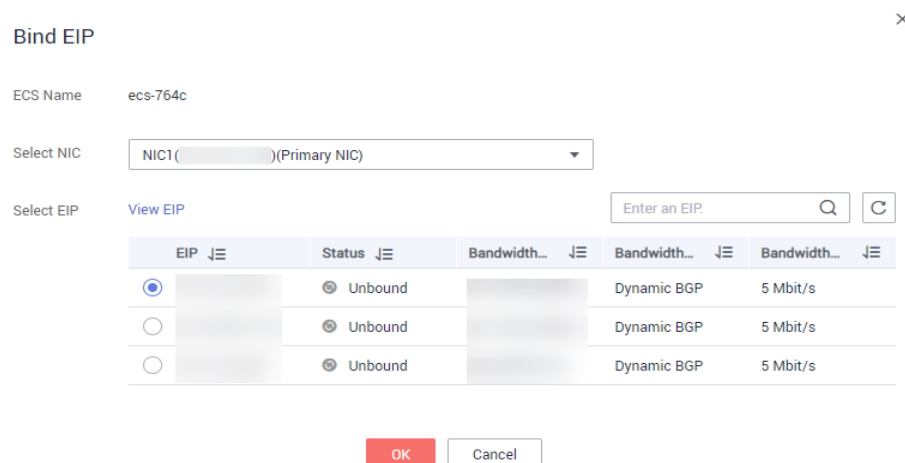 Bind EIP
ECS Name ecs-764c
Select NIC NIC1( )(Primary NIC)
Select EIP View EIP Enter an EIP.
EIP Status Bandwidth... Bandwidth... Bandwidth...
Unbound Dynamic BGP 5 Mbit/s
Unbound Dynamic BGP 5 Mbit/s
Unbound Dynamic BGP 5 Mbit/s
OK Cancel